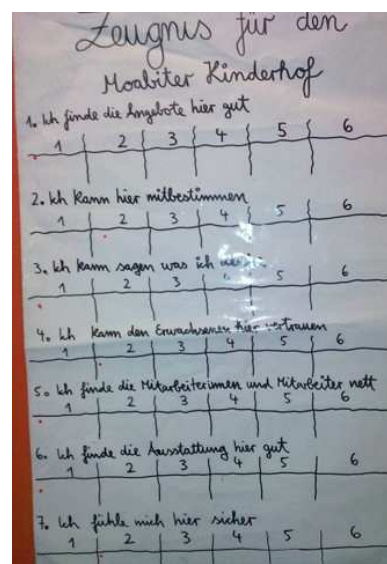 Zeugnis für den
Moabiter Kinderhof
1. Ich finde die Angebote hier gut
1 2 3 4 5 6
2. Ich kann hier mitbestimmen
1 2 3 4 5 6
3. Ich kann sagen was ich
1 2 3 5 6
4. Ich kann den Erwachsenen hier vertrauen
1 2 3 4 5 6
5. Ich finde die Mitarbeiterinnen und Mitarbeiter nett
1 2 3 4 5 6
6. Ich finde die Ausstattung hier gut
1 2 3 4 5 6
7. Ich fühle mich hier sicher
1 2 3 4 5 6